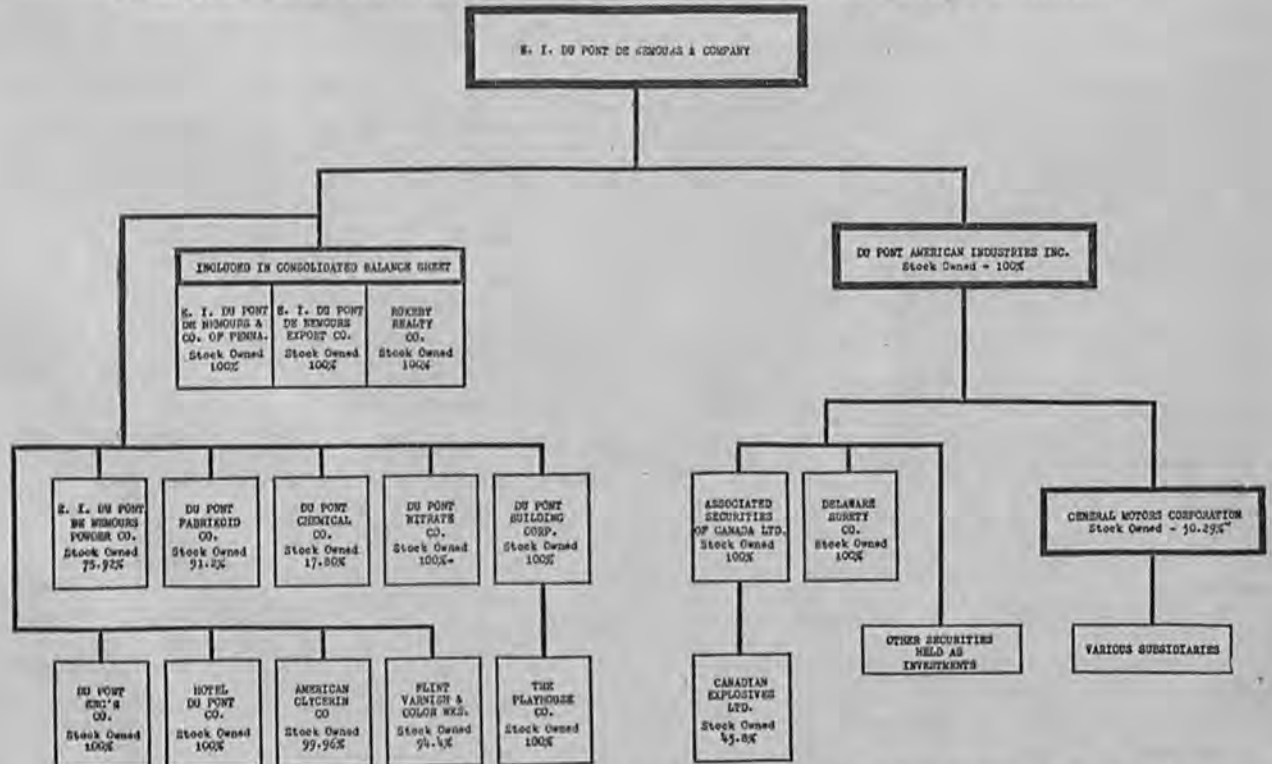 E. I. DU PONT DE NEMOUAS & COMPANY
INCLUDED IN CONSOLIDATED BALANCE SHEET
E. I. DU PONT
DE NEMOURS &
CO. OF PENNA.
Stock Owned
100%
E. I. DU PONT
DE NEMOURS
EXPORT CO.
Stock Owned
100%
ROKEBY
REALTY
CO.
Stock Owned
100%
DU PONT AMERICAN INDUSTRIES INC.
Stock Owned - 100%
E. I. DU PONT
DE NEMOURS
POWDER CO.
Stock Owned
75.92%
DU PONT
FABRIKOID
CO.
Stock Owned
91.2%
DU PONT
CHEMICAL
CO.
Stock Owned
17.80%
DU PONT
NITRATE
CO.
Stock Owned
100%-
DU PONT
BUILDING
CORP.
Stock Owned
100%
ASSOCIATED
SECURITIES
OF CANADA LTD.
Stock Owned
100%
DELAWARE
SURETY
CO.
Stock Owned
100%
GENERAL MOTORS CORPORATION
Stock Owned -
DU PONT
ENG'G
CO.
Stock Owned
100%
HOTEL
DU PONT
CO.
Stock Owned
100%
AMERICAN
GLYCERIN
CO
Stock Owned
99.96%
FLINT
VARNISH &
COLOR WKS.
Stock Owned
94.4%
THE
PLAYHOUSE
CO.
Stock Owned
100%
CANADIAN
EXPLOSIVES
LTD.
Stock Owned
45.8%
OTHER SECURITIES
HELD AS
INVESTMENTS
VARIOUS SUBSIDIARIES